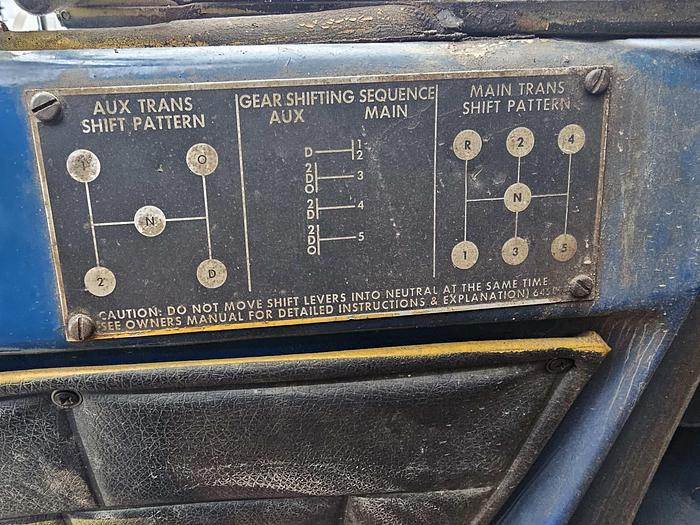 AUX TRANS
SHIFT PATTERN
1 O
N
2 D
GEAR SHIFTING SEQUENCE
AUX MAIN
D 1
2
2
D 3
O
2
D 4
2
D 5
O
MAIN TRANS
SHIFT PATTERN
R 2 4
N
1 3 5
CAUTION: DO NOT MOVE SHIFT LEVERS INTO NEUTRAL AT THE SAME TIME
(SEE OWNERS MANUAL FOR DETAILED INSTRUCTIONS & EXPLANATION)